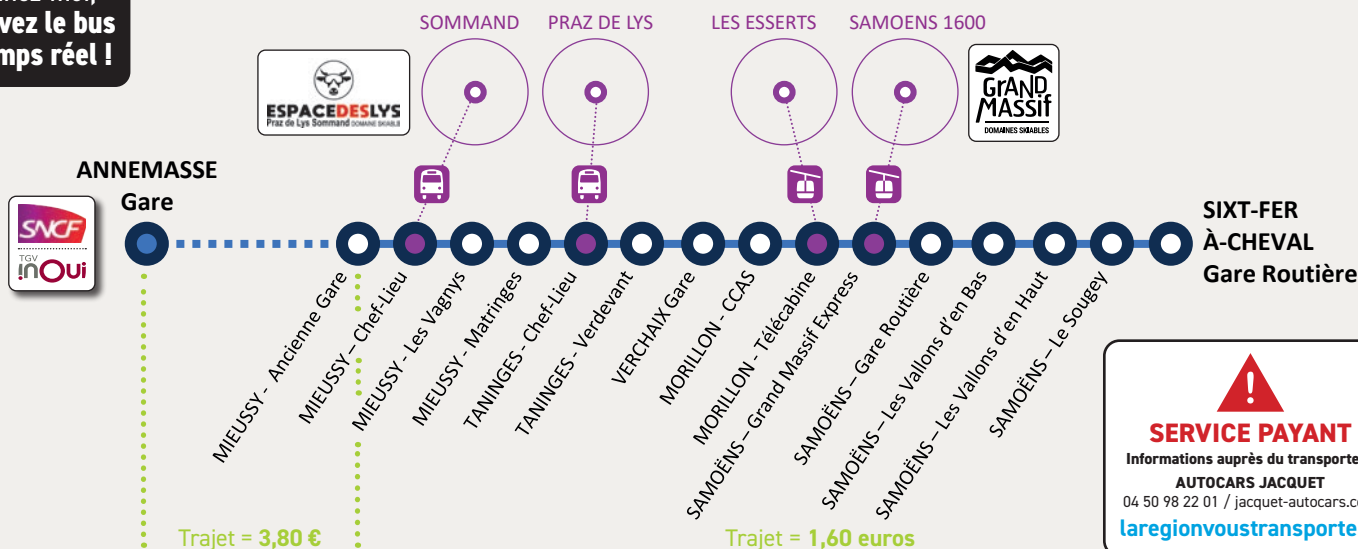 vez le bus
mps réel !
SOMMAND
PRAZ DE LYS
LES ESSERTS
SAMOENS 1600
ESPACEDESLYS
Praz de Lys Sommand DOMAINE SKIABLE
GRAND
MASSif
DOMAINES SKIABLES
ANNEMASSE
Gare
SNCF
TGV
inOui
SIXT-FER
À-CHEVAL
Gare Routière
MIEUSSY - Ancienne Gare
MIEUSSY – Chef-Lieu
MIEUSSY - Les Vagnys
MIEUSSY - Matringes
TANINGES - Chef-Lieu
TANINGES - Verdevant
VERCHAIX Gare
MORILLON - CCAS
MORILLON - Télécabine
SAMOËNS – Grand Massif Express
SAMOËNS – Gare Routière
SAMOËNS – Les Vallons d'en Bas
SAMOËNS – Les Vallons d'en Haut
SAMOËNS – Le Sougey
Trajet = 3,80 €
Trajet = 1,60 euros
!
SERVICE PAYANT
Informations auprès du transporte
AUTOCARS JACQUET
04 50 98 22 01 / jacquet-autocars.c
laregionvoustransporte